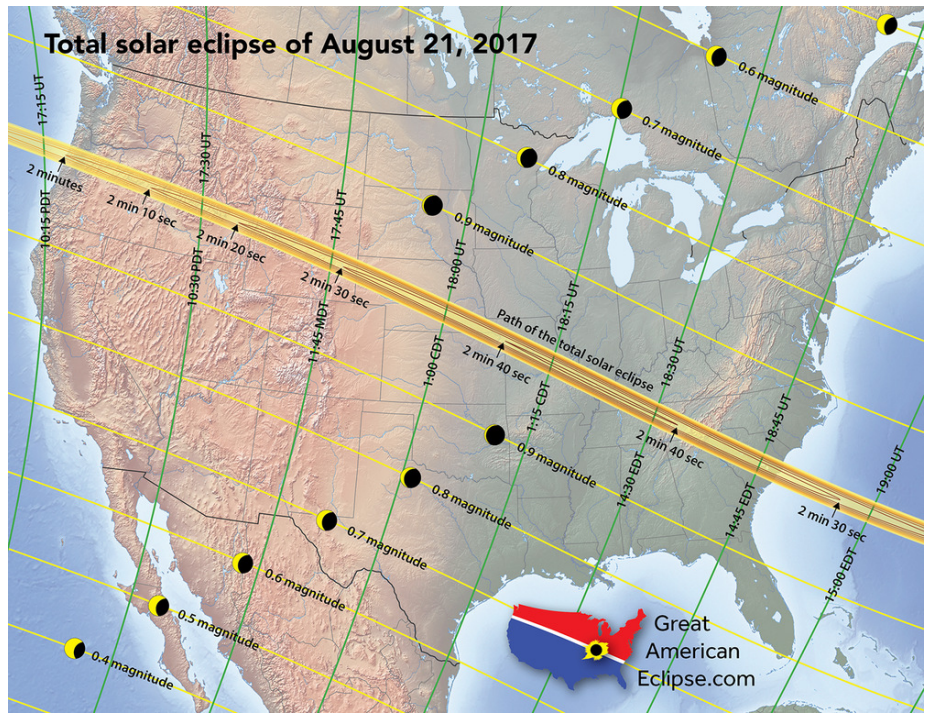 Total solar eclipse of August 21, 2017
17:15 UT
17:30 UT
17:45 UT
18:00 UT
18:15 UT
18:30 UT
18:45 UT
19:00 UT
0.6 magnitude
0.7 magnitude
0.8 magnitude
0.9 magnitude
2 minutes
2 min 10 sec
2 min 20 sec
2 min 30 sec
2 min 40 sec
Path of the total solar eclipse
2 min 40 sec
2 min 30 sec
10:15 PDT
10:30 PDT
11:45 MDT
1:00 CDT
1:15 CDT
14:30 EDT
14:45 EDT
15:00 EDT
0.9 magnitude
0.8 magnitude
0.7 magnitude
0.6 magnitude
0.5 magnitude
0.4 magnitude
Great
American
Eclipse.com